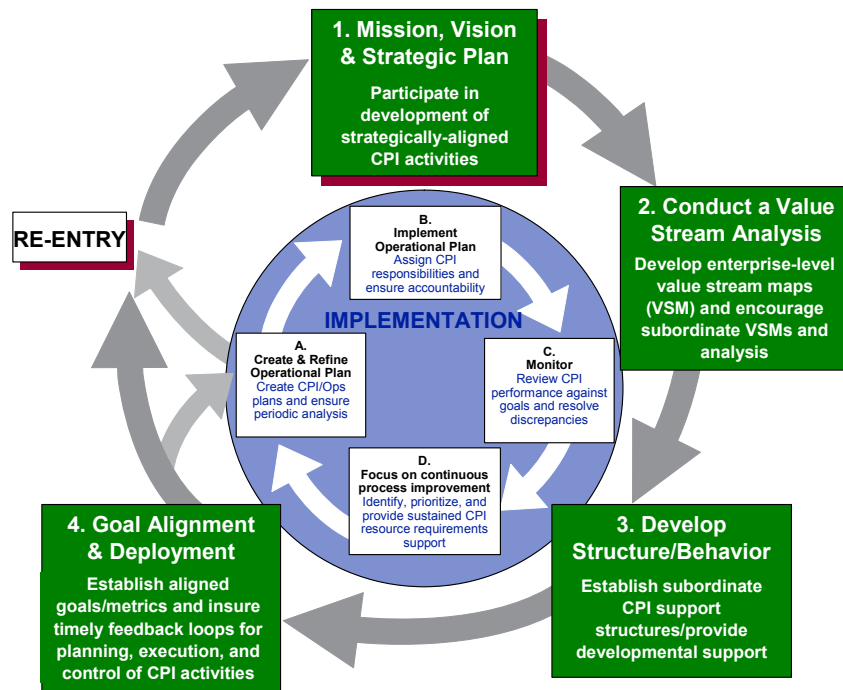 1. Mission, Vision
& Strategic Plan
Participate in
development of
strategically-aligned
CPI activities
RE-ENTRY
2. Conduct a Value
Stream Analysis
Develop enterprise-level
value stream maps
(VSM) and encourage
subordinate VSMs and
analysis
B.
Implement
Operational Plan
Assign CPI
responsibilities and
ensure accountability
IMPLEMENTATION
A.
Create & Refine
Operational Plan
Create CPI/Ops
plans and ensure
periodic analysis
C.
Monitor
Review CPI
performance against
goals and resolve
discrepancies
D.
Focus on continuous
process improvement
Identify, prioritize, and
provide sustained CPI
resource requirements
support
4. Goal Alignment
& Deployment
Establish aligned
goals/metrics and insure
timely feedback loops for
planning, execution, and
control of CPI activities
3. Develop
Structure/Behavior
Establish subordinate
CPI support
structures/provide
developmental support